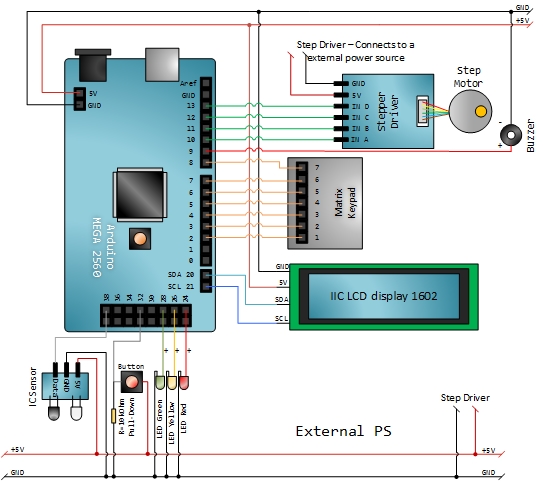 GND
+5V
Step Driver – Connects to a
external power source
Step
Motor
Aref
GND
5V
GND
13
12
11
10
9
8
GND
5V
IN D
IN C
IN B
IN A
Stepper
Driver
-
+
Buzzer
7
6
5
4
3
2
1
0
7
6
5
4
3
2
1
Matrix
Keypad
Arduino
MEGA 2560
SDA 20
SCL 21
GND
5V
SDA
SCL
IIC LCD display 1602
38
36
34
32
30
28
26
24
+
+
+
IC Sensor
Data
GND
5V
Button
R=10kOhm
Pull-Down
LED Green
LED Yellow
LED Red
Step Driver
External PS
+5V
+5V
GND
GND